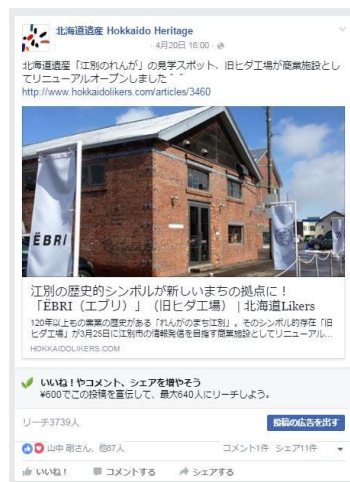 北海道遺産 Hokkaido Heritage
4月20日 16:00 ·
北海道遺産「江別のれんが」の見学スポット、旧ヒダ工場が商業施設とし
てリニューアルオープンしました＾＾
http://www.hokkaidolikers.com/articles/3460
ËBRI
江別の歴史的シンボルが新しいまちの拠点に！
「ËBRI（エブリ）」（旧ヒダ工場） | 北海道Likers
120年以上もの窯業の歴史がある「れんがのまち江別」。そのシンボル的存在「旧
ヒダ工場」が3月25日に江別市の情報発信を目指す商業施設としてリニューアル...
HOKKAIDOLIKERS.COM
いいね！やコメント、シェアを増やそう
¥600でこの投稿を宣伝して、最大640人にリーチしよう。
リーチ3739人
投稿の広告を出す
山中 剛さん、他87人
コメント1件 シェア11件
いいね！ コメントする シェアする